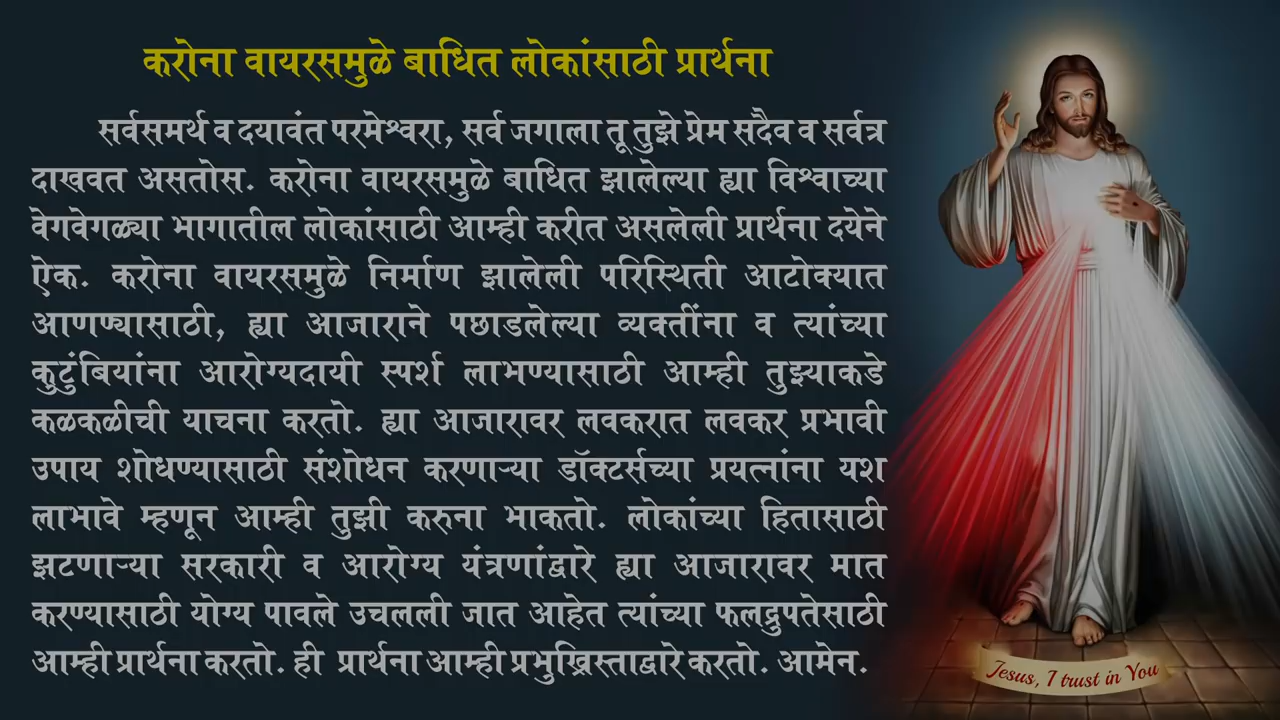 करोना वायरसमुळे बाधित लोकांसाठी प्रार्थना
सर्वसमर्थ व दयावंत परमेश्वरा, सर्व जगाला तू तुझे प्रेम सदैव व सर्वत्र
दाखवत असतोस. करोना वायरसमुळे बाधित झालेल्या ह्या विश्वाच्या
वेगवेगळ्या भागातील लोकांसाठी आम्ही करीत असलेली प्रार्थना दयेने
ऐक. करोना वायरसमुळे निर्माण झालेली परिस्थिती आटोक्यात
आणण्यासाठी, ह्या आजाराने पछाडलेल्या व्यक्तींना व त्यांच्या
कुटुंबियांना आरोग्यदायी स्पर्श लाभण्यासाठी आम्ही तुझ्याकडे
कळकळीची याचना करतो. ह्या आजारावर लवकरात लवकर प्रभावी
उपाय शोधण्यासाठी संशोधन करणाऱ्या डॉक्टर्सच्या प्रयत्नांना यश
लाभावे म्हणून आम्ही तुझी करुना भाकतो. लोकांच्या हितासाठी
झटणाऱ्या सरकारी व आरोग्य यंत्रणांद्वारे ह्या आजारावर मात
करण्यासाठी योग्य पावले उचलली जात आहेत त्यांच्या फलद्रुपतेसाठी
आम्ही प्रार्थना करतो. ही प्रार्थना आम्ही प्रभुख्रिस्ताद्वारे करतो. आमेन.
Jesus, I trust in You